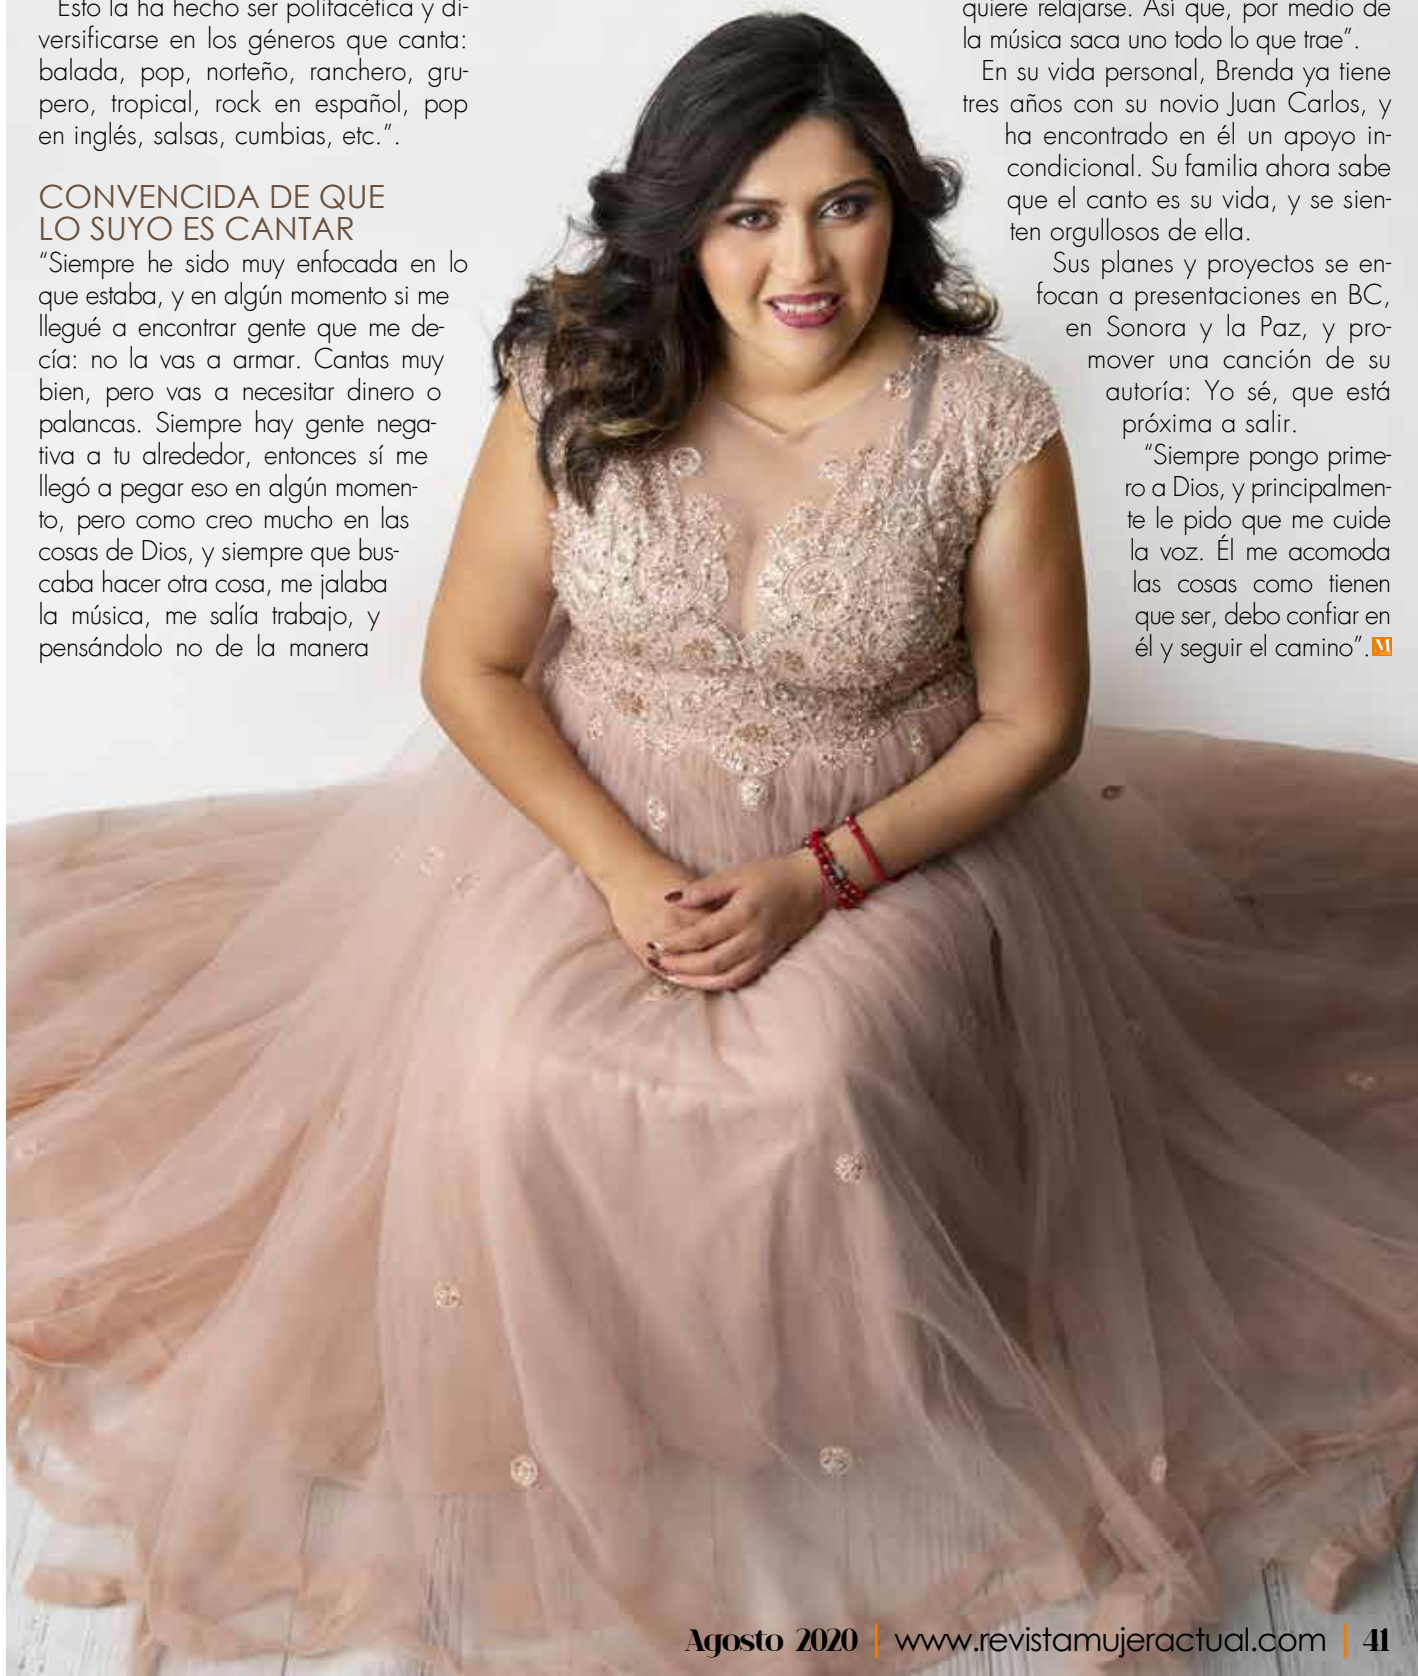 Esto la ha hecho ser polifacética y di-
versificarse en los géneros que canta:
balada, pop, norteño, ranchero, gru-
pero, tropical, rock en español, pop
en inglés, salsas, cumbias, etc.”.
CONVENCIDA DE QUE
LO SUYO ES CANTAR
“Siempre he sido muy enfocada en lo
que estaba, y en algún momento si me
llegué a encontrar gente que me de-
cía: no la vas a armar. Cantas muy
bien, pero vas a necesitar dinero o
palancas. Siempre hay gente nega-
tiva a tu alrededor, entonces sí me
llegó a pegar eso en algún momen-
to, pero como creo mucho en las
cosas de Dios, y siempre que bus-
caba hacer otra cosa, me jalaba
la música, me salía trabajo, y
pensándolo no de la manera
quiere relajarse. Así que, por medio de
la música saca uno todo lo que trae”.
En su vida personal, Brenda ya tiene
tres años con su novio Juan Carlos, y
ha encontrado en él un apoyo in-
condicional. Su familia ahora sabe
que el canto es su vida, y se sien-
ten orgullosos de ella.
Sus planes y proyectos se en-
focan a presentaciones en BC,
en Sonora y la Paz, y pro-
mover una canción de su
autoría: Yo sé, que está
próxima a salir.
“Siempre pongo prime-
ro a Dios, y principalmen-
te le pido que me cuide
la voz. Él me acomoda
las cosas como tienen
que ser, debo confiar en
él y seguir el camino”. M
Agosto 2020 | www.revistamujeractual.com | 41